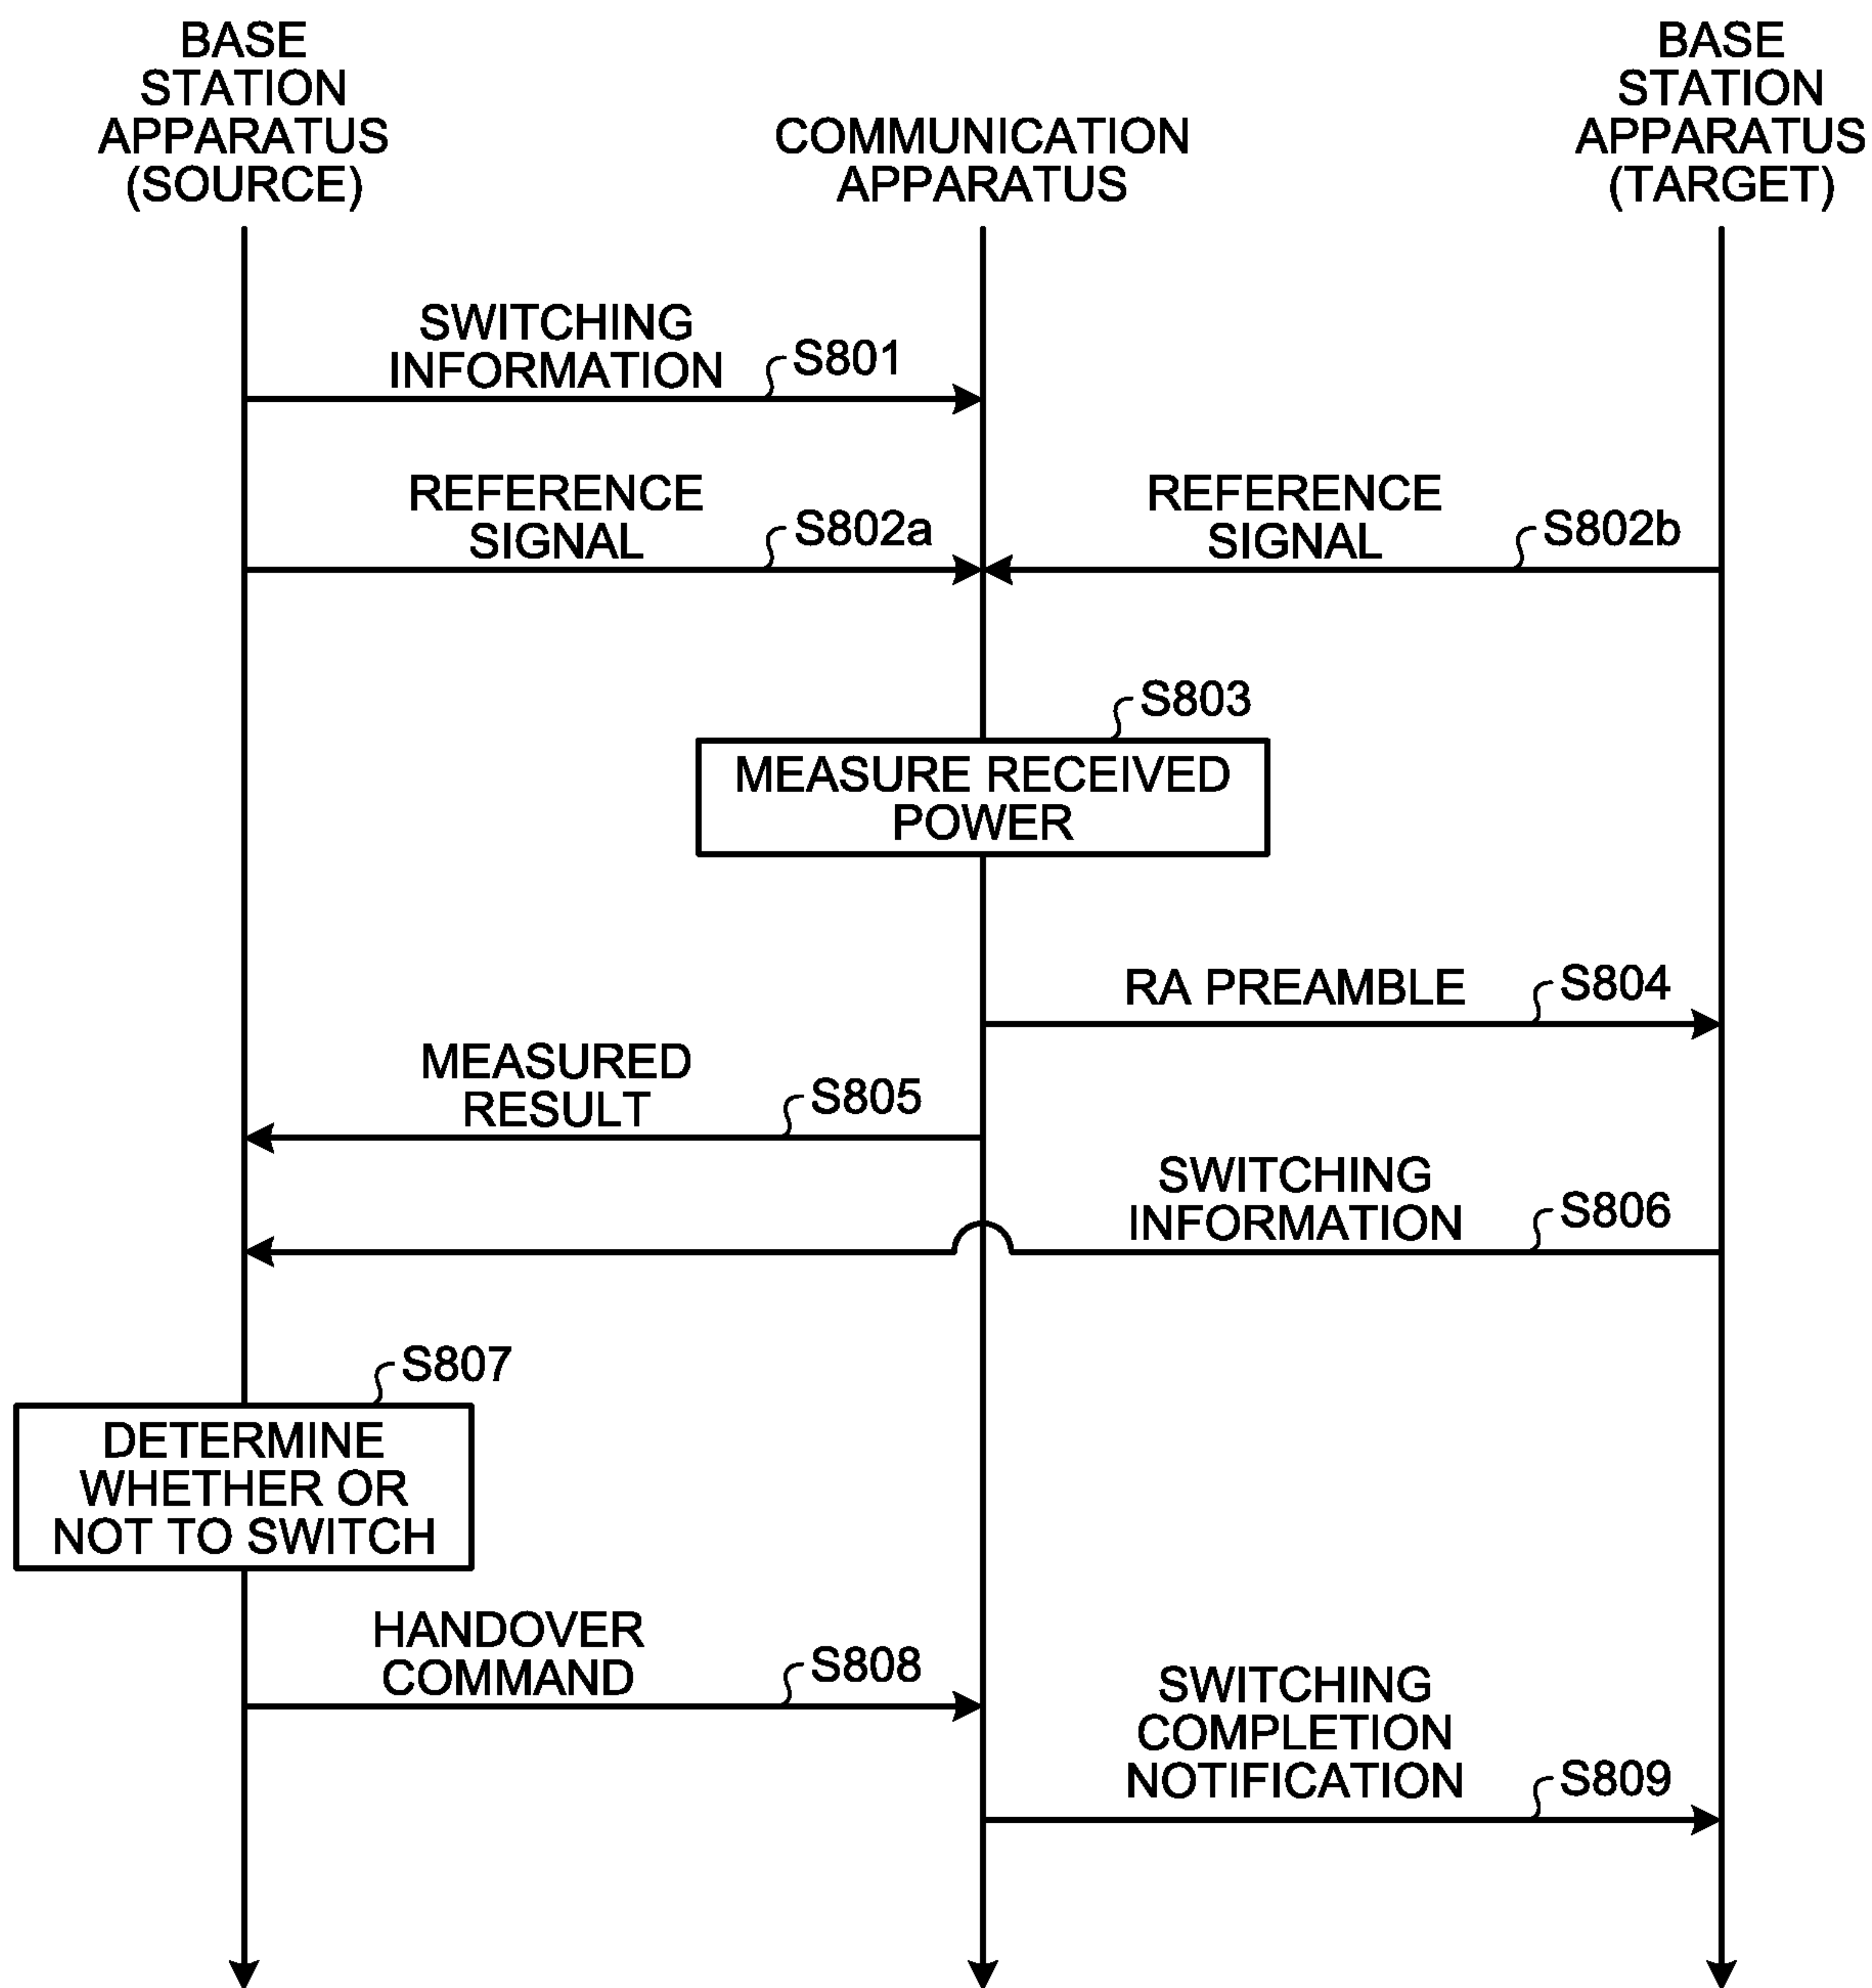 BASE
STATION
APPARATUS
(SOURCE)
COMMUNICATION
APPARATUS
BASE
STATION
APPARATUS
(TARGET)
SWITCHING
INFORMATION
S801
REFERENCE
SIGNAL
S802a
REFERENCE
SIGNAL
S802b
S803
MEASURE RECEIVED
POWER
RA PREAMBLE
S804
MEASURED
RESULT
S805
SWITCHING
INFORMATION
S806
S807
DETERMINE
WHETHER OR
NOT TO SWITCH
HANDOVER
COMMAND
S808
SWITCHING
COMPLETION
NOTIFICATION
S809